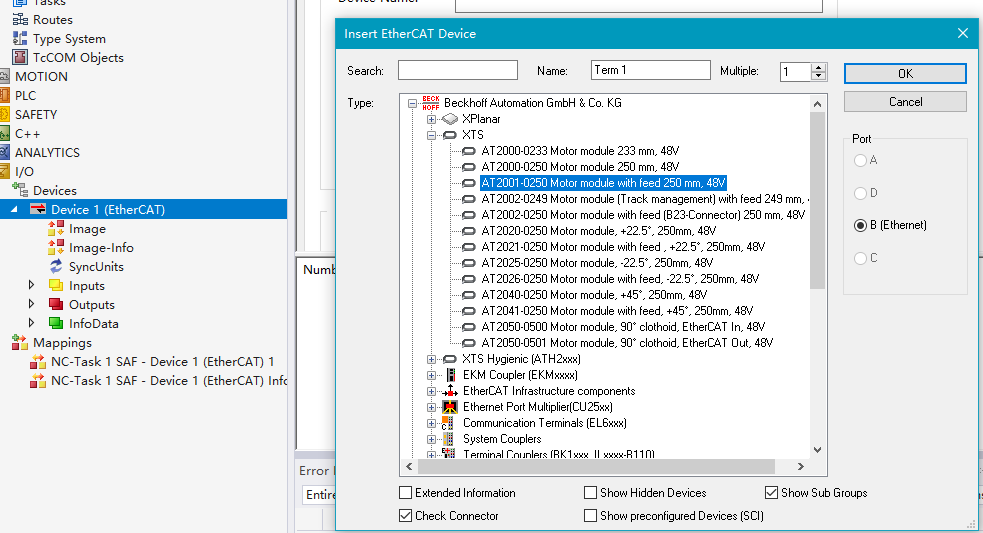 Tasks
Routes
Type System
TcCOM Objects
MOTION
PLC
SAFETY
C++
ANALYTICS
I/O
Devices
Device 1 (EtherCAT)
Image
Image-Info
SyncUnits
Inputs
Outputs
InfoData
Mappings
NC-Task 1 SAF - Device 1 (EtherCAT) 1
NC-Task 1 SAF - Device 1 (EtherCAT) Info
Device Name:
Numb
Error
Entire
Insert EtherCAT Device
Search:
Name:
Term 1
Multiple:
1
OK
Cancel
Type:
BECK HOFF
Beckhoff Automation GmbH & Co. KG
XPlanar
XTS
AT2000-0233 Motor module 233 mm, 48V
AT2000-0250 Motor module 250 mm, 48V
AT2001-0250 Motor module with feed 250 mm, 48V
AT2002-0249 Motor module (Track management) with feed 249 mm,
AT2002-0250 Motor module with feed (B23-Connector) 250 mm, 48V
AT2020-0250 Motor module, +22.5°, 250mm, 48V
AT2021-0250 Motor module with feed , +22.5°, 250mm, 48V
AT2025-0250 Motor module, -22.5°, 250mm, 48V
AT2026-0250 Motor module with feed, -22.5°, 250mm, 48V
AT2040-0250 Motor module, +45°, 250mm, 48V
AT2041-0250 Motor module with feed, +45°, 250mm, 48V
AT2050-0500 Motor module, 90° clothoid, EtherCAT In, 48V
AT2050-0501 Motor module, 90° clothoid, EtherCAT Out, 48V
XTS Hygienic (ATH2xxx)
EKM Coupler (EKMxxxx)
EtherCAT Infrastructure components
Ethernet Port Multiplier(CU25xx)
Communication Terminals (EL6xxx)
System Couplers
Terminal Couplers (BK1xxx, ILxxxx-B110)
Port
A
D
B (Ethernet)
C
Extended Information
Show Hidden Devices
Show Sub Groups
Check Connector
Show preconfigured Devices (SCI)